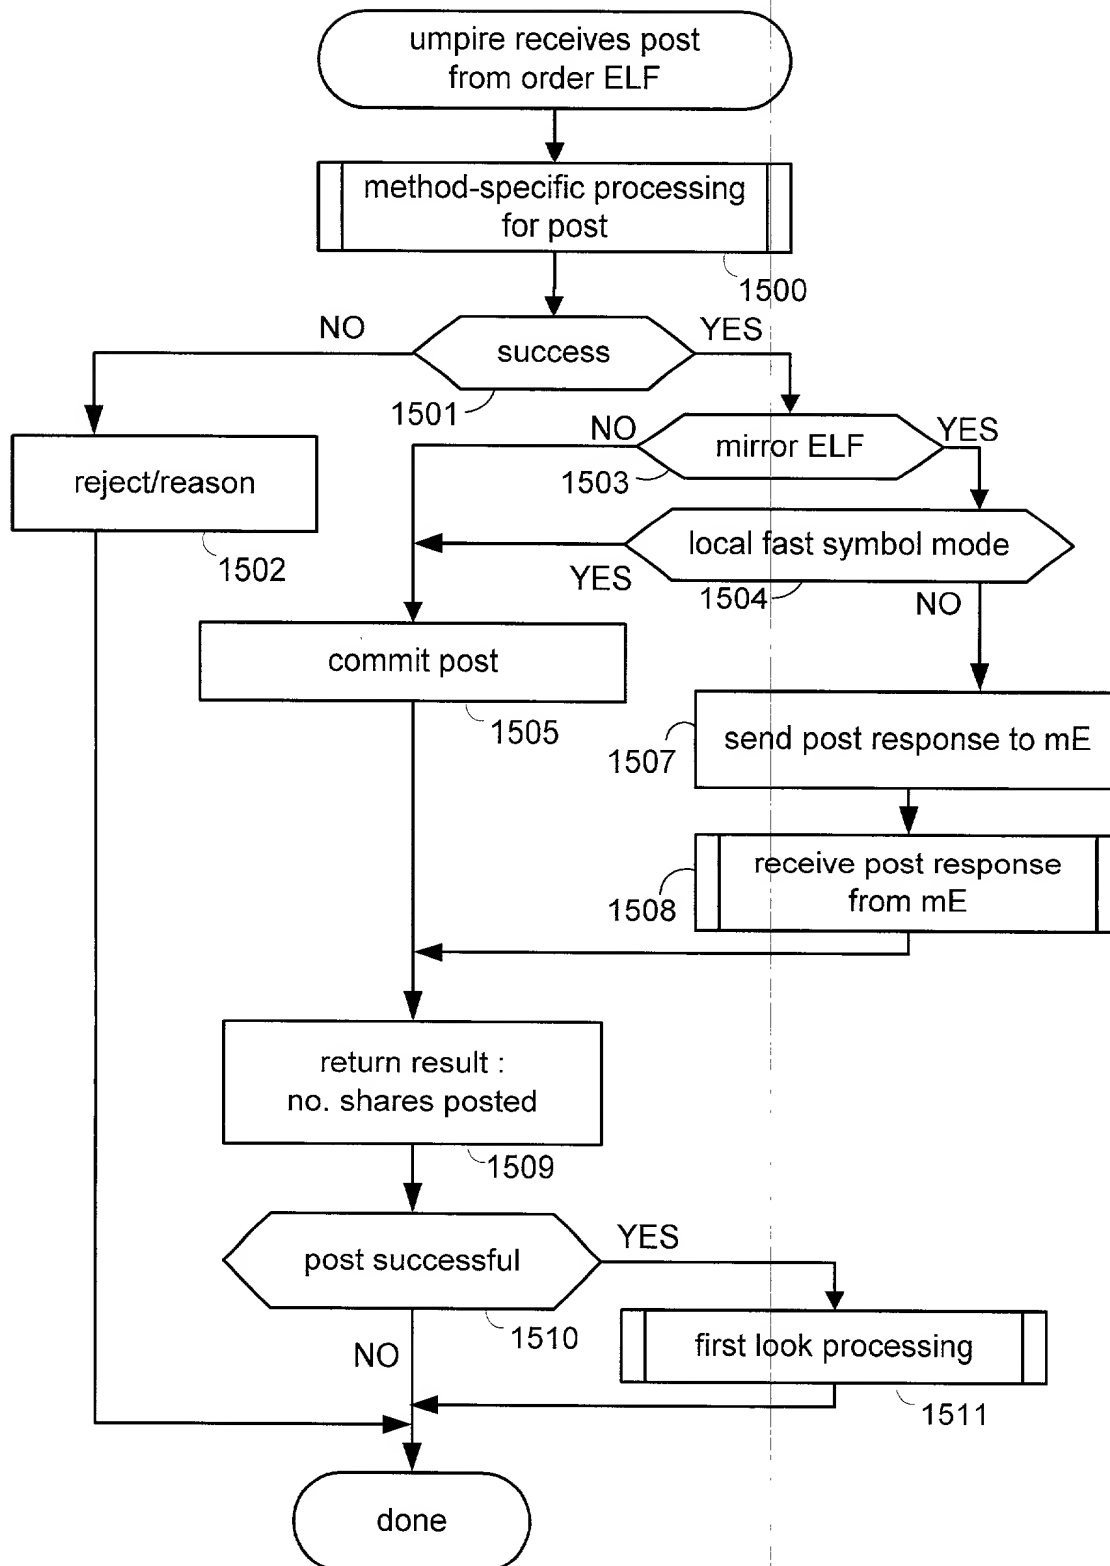 umpire receives post
from order ELF
method-specific processing
for post
1500
NO
YES
success
1501
NO
YES
mirror ELF
1503
reject/reason
1502
local fast symbol mode
YES
1504
NO
commit post
1505
send post response to mE
1507
receive post response
from mE
1508
return result :
no. shares posted
1509
YES
post successful
1510
NO
first look processing
1511
done